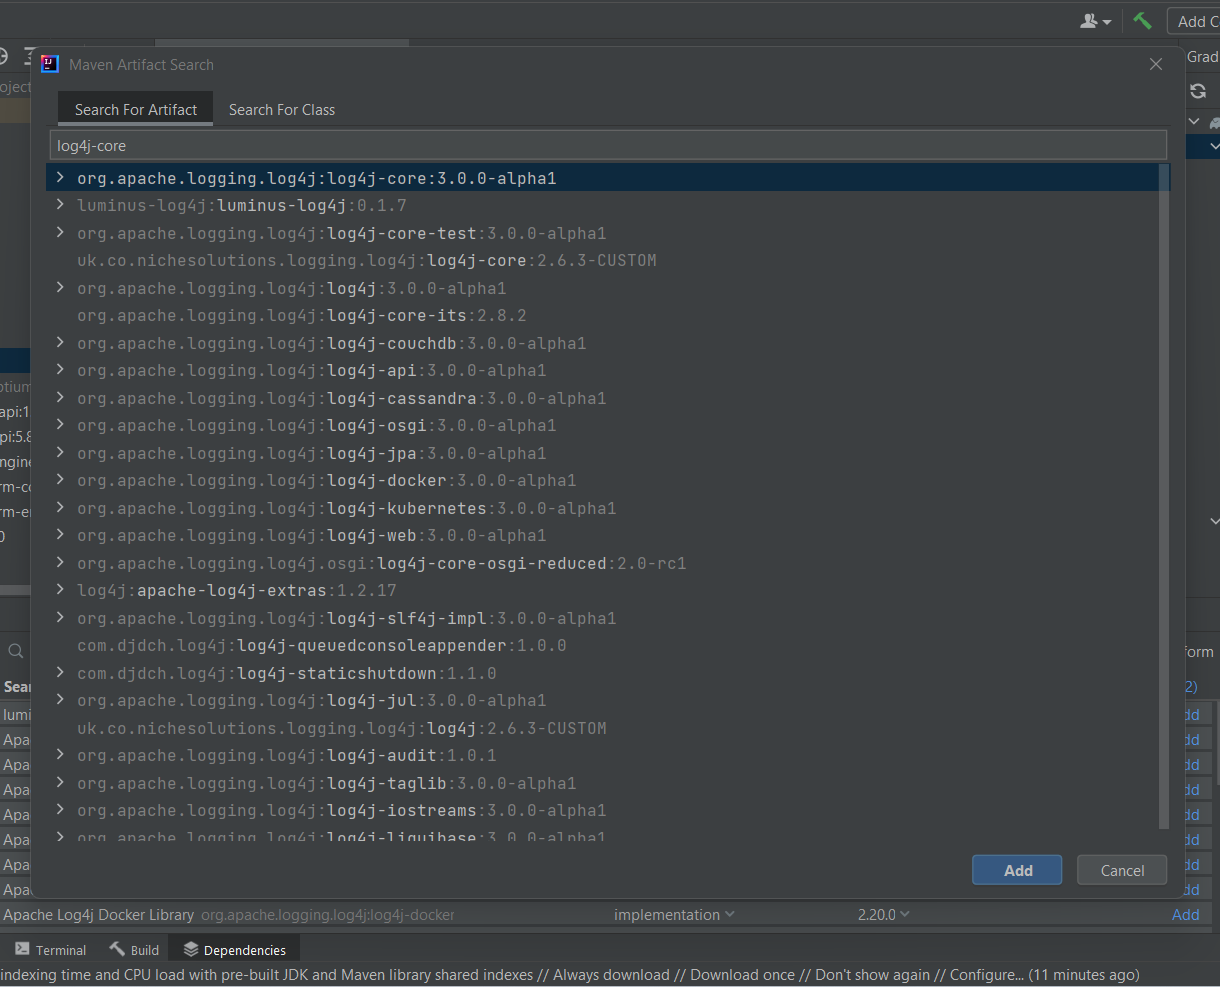 Add C
Grad
Maven Artifact Search
oject
Search For Artifact Search For Class
log4j-core
org.apache.logging.log4j:log4j-core:3.0.0-alpha1
luminus-log4j:luminus-log4j:0.1.7
org.apache.logging.log4j:log4j-core-test:3.0.0-alpha1
uk.co.nichesolutions.logging.log4j:log4j-core:2.6.3-CUSTOM
org.apache.logging.log4j:log4j:3.0.0-alpha1
org.apache.logging.log4j:log4j-core-its:2.8.2
org.apache.logging.log4j:log4j-couchdb:3.0.0-alpha1
org.apache.logging.log4j:log4j-api:3.0.0-alpha1
org.apache.logging.log4j:log4j-cassandra:3.0.0-alpha1
org.apache.logging.log4j:log4j-osgi:3.0.0-alpha1
org.apache.logging.log4j:log4j-jpa:3.0.0-alpha1
org.apache.logging.log4j:log4j-docker:3.0.0-alpha1
org.apache.logging.log4j:log4j-kubernetes:3.0.0-alpha1
org.apache.logging.log4j:log4j-web:3.0.0-alpha1
org.apache.logging.log4j.osgi:log4j-core-osgi-reduced:2.0-rc1
log4j:apache-log4j-extras:1.2.17
org.apache.logging.log4j:log4j-slf4j-impl:3.0.0-alpha1
com.djdch.log4j:log4j-queuedconsoleappender:1.0.0
com.djdch.log4j:log4j-staticshutdown:1.1.0
org.apache.logging.log4j:log4j-jul:3.0.0-alpha1
uk.co.nichesolutions.logging.log4j:log4j:2.6.3-CUSTOM
org.apache.logging.log4j:log4j-audit:1.0.1
org.apache.logging.log4j:log4j-taglib:3.0.0-alpha1
org.apache.logging.log4j:log4j-iostreams:3.0.0-alpha1
org.apache.logging.log4j:log4j-liquibase:3.0.0-alpha1
Add Cancel
ptium
api:1
pi:5.8
ngine
rm-co
rm-e
0
Sear
lumi
Apa
Apa
Apa
Apa
Apa
Apa
Apa
form
2)
dd
dd
dd
dd
dd
dd
dd
dd
Apache Log4j Docker Library org.apache.logging.log4j:log4j-docker implementation 2.20.0 Add
Terminal Build Dependencies
indexing time and CPU load with pre-built JDK and Maven library shared indexes // Always download // Download once // Don't show again // Configure... (11 minutes ago)